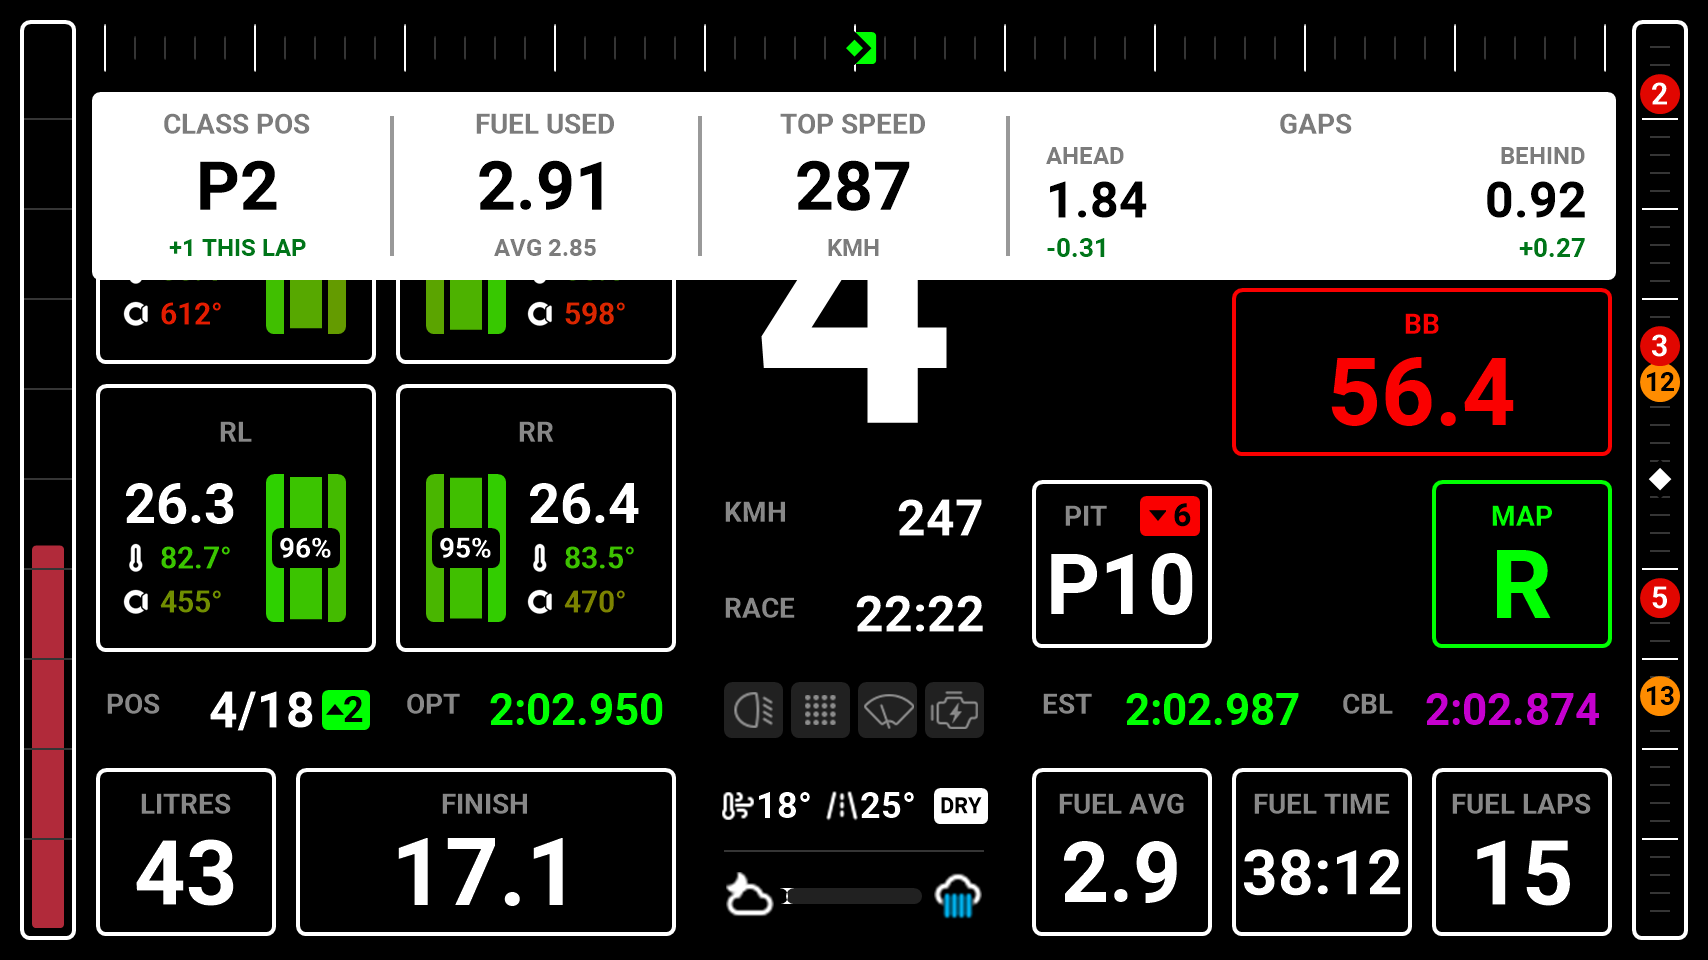 CLASS POS
P2
+1 THIS LAP
FUEL USED
2.91
AVG 2.85
TOP SPEED
287
KMH
GAPS
AHEAD
1.84
-0.31
BEHIND
0.92
+0.27
612°
598°
4
BB
56.4
RL
26.3
82.7°
455°
96%
RR
95%
26.4
83.5°
470°
KMH
247
RACE
22:22
PIT
6
P10
MAP
R
POS
4/18
2
OPT
2:02.950
EST
2:02.987
CBL
2:02.874
LITRES
43
FINISH
17.1
18°
25°
DRY
FUEL AVG
2.9
FUEL TIME
38:12
FUEL LAPS
15
2
3
12
5
13